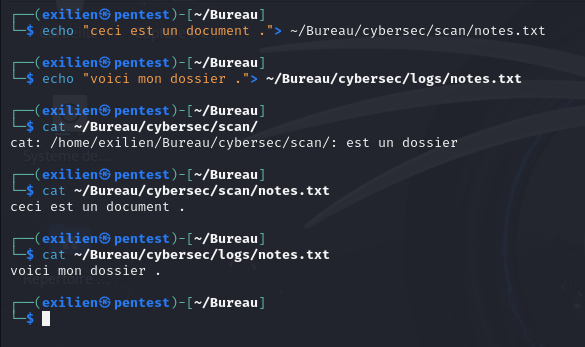 ┌──(exilien㉿pentest)-[~/Bureau]
└─$ echo "ceci est un document ."> ~/Bureau/cybersec/scan/notes.txt
┌──(exilien㉿pentest)-[~/Bureau]
└─$ echo "voici mon dossier ."> ~/Bureau/cybersec/logs/notes.txt
┌──(exilien㉿pentest)-[~/Bureau]
└─$ cat ~/Bureau/cybersec/scan/
cat: /home/exilien/Bureau/cybersec/scan/: est un dossier
┌──(exilien㉿pentest)-[~/Bureau]
└─$ cat ~/Bureau/cybersec/scan/notes.txt
ceci est un document .
┌──(exilien㉿pentest)-[~/Bureau]
└─$ cat ~/Bureau/cybersec/logs/notes.txt
voici mon dossier .
┌──(exilien㉿pentest)-[~/Bureau]
└─$